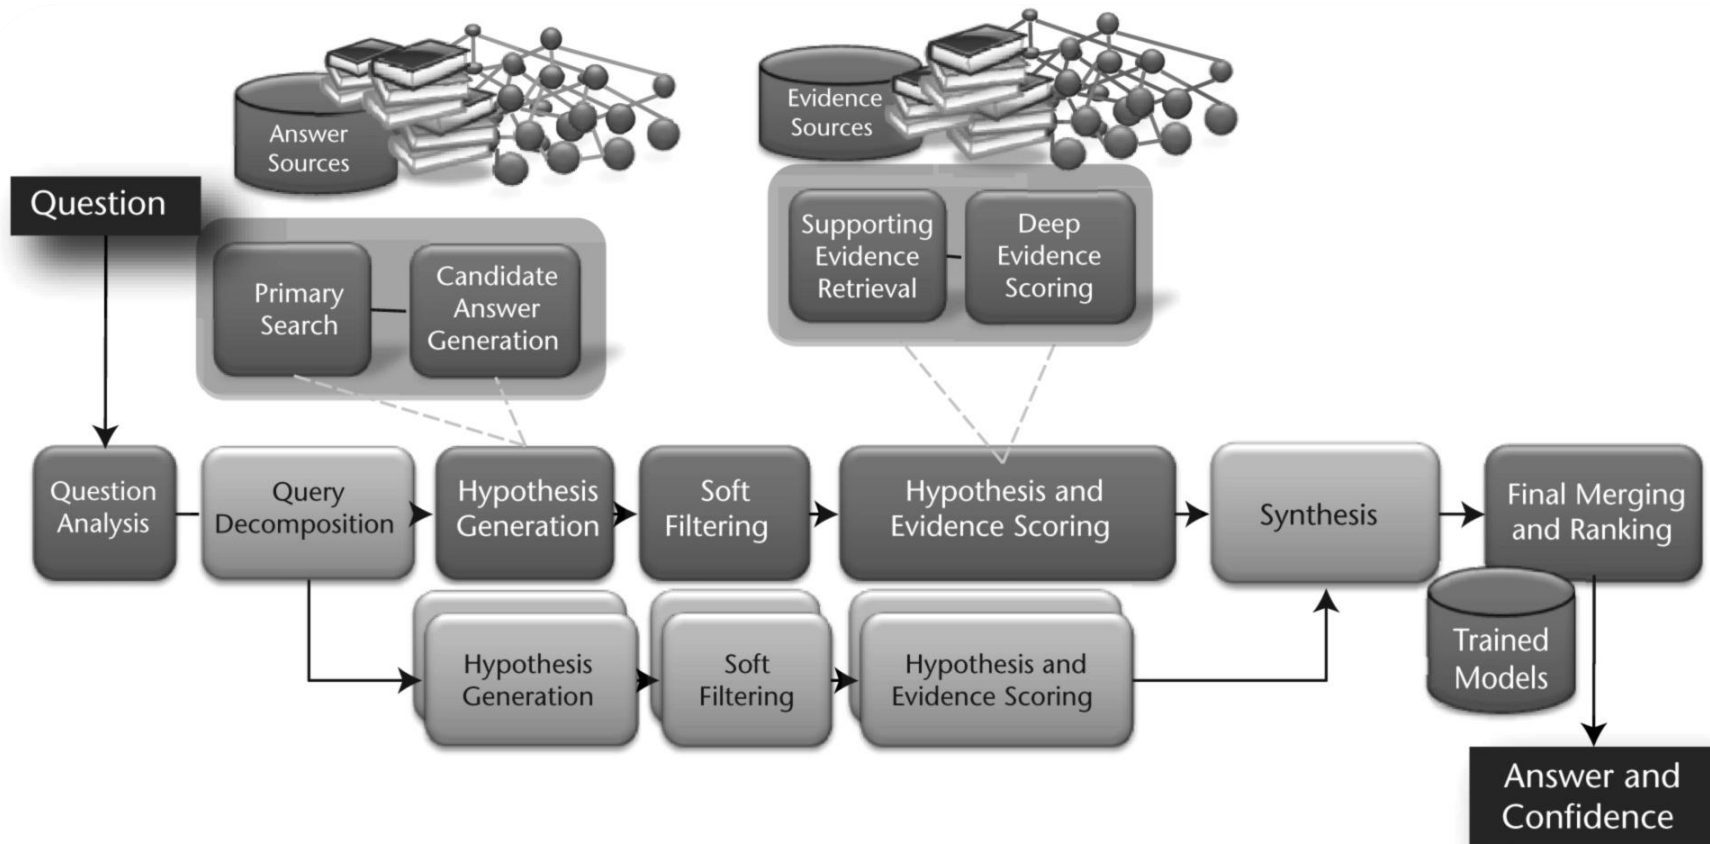 Answer
Sources
Evidence
Sources
Question
Primary
Search
Candidate
Answer
Generation
Supporting
Evidence
Retrieval
Deep
Evidence
Scoring
Question
Analysis
Query
Decomposition
Hypothesis
Generation
Soft
Filtering
Hypothesis and
Evidence Scoring
Synthesis
Final Merging
and Ranking
Hypothesis
Generation
Soft
Filtering
Hypothesis and
Evidence Scoring
Trained
Models
Answer and
Confidence